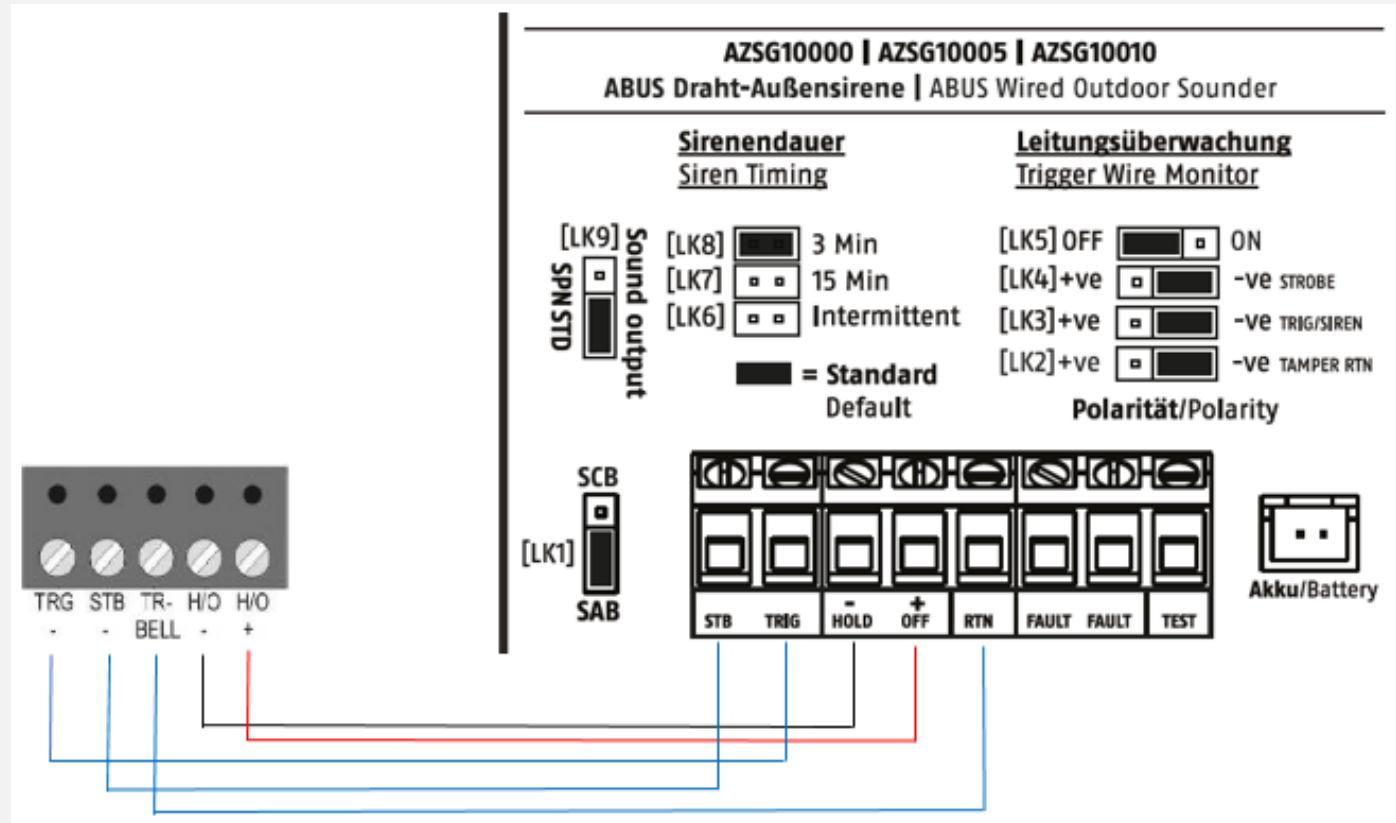 AZSG10000 | AZSG10005 | AZSG10010
ABUS Draht-Außensirene | ABUS Wired Outdoor Sounder
Sirenendauer
Siren Timing
Leitungsüberwachung
Trigger Wire Monitor
[LK9]
Sound output
SPN STD
[LK8] 3 Min
[LK7] 15 Min
[LK6] Intermittent
= Standard
Default
[LK5] OFF ON
[LK4]+ve -ve STROBE
[LK3]+ve -ve TRIG/SIREN
[LK2]+ve -ve TAMPER RTN
Polarität/Polarity
SCB
[LK1]
SAB
STB TRIG - HOLD + OFF RTN FAULT FAULT TEST
Akku/Battery
TRG STB TR- H/O H/O
- - BELL - +